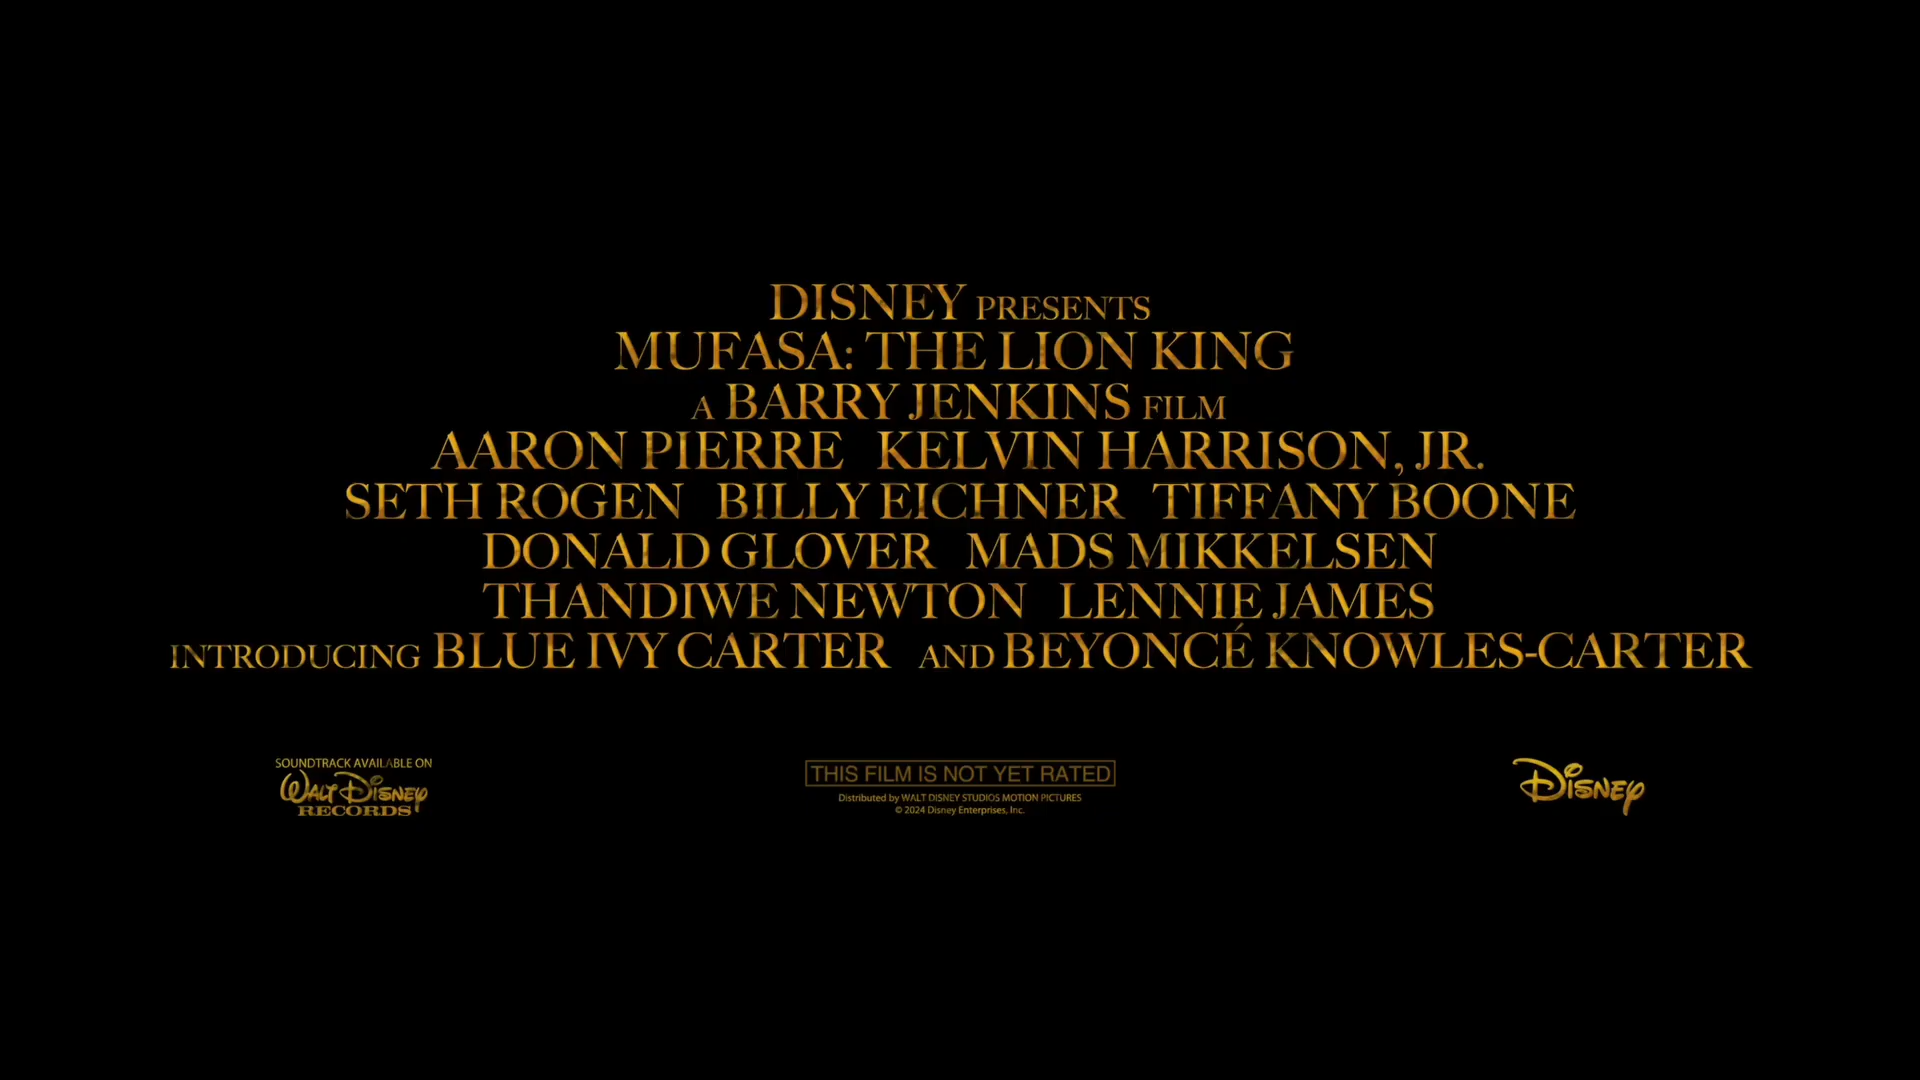 DISNEY PRESENTS
MUFASA: THE LION KING
A BARRY JENKINS FILM
AARON PIERRE KELVIN HARRISON, JR.
SETH ROGEN BILLY EICHNER TIFFANY BOONE
DONALD GLOVER MADS MIKKELSEN
THANDIWE NEWTON LENNIE JAMES
INTRODUCING BLUE IVY CARTER AND BEYONCÉ KNOWLES-CARTER
SOUNDTRACK AVAILABLE ON
WALT DISNEY
RECORDS
THIS FILM IS NOT YET RATED
Distributed by WALT DISNEY STUDIOS MOTION PICTURES
© 2024 Disney Enterprises, Inc.
DISNEY